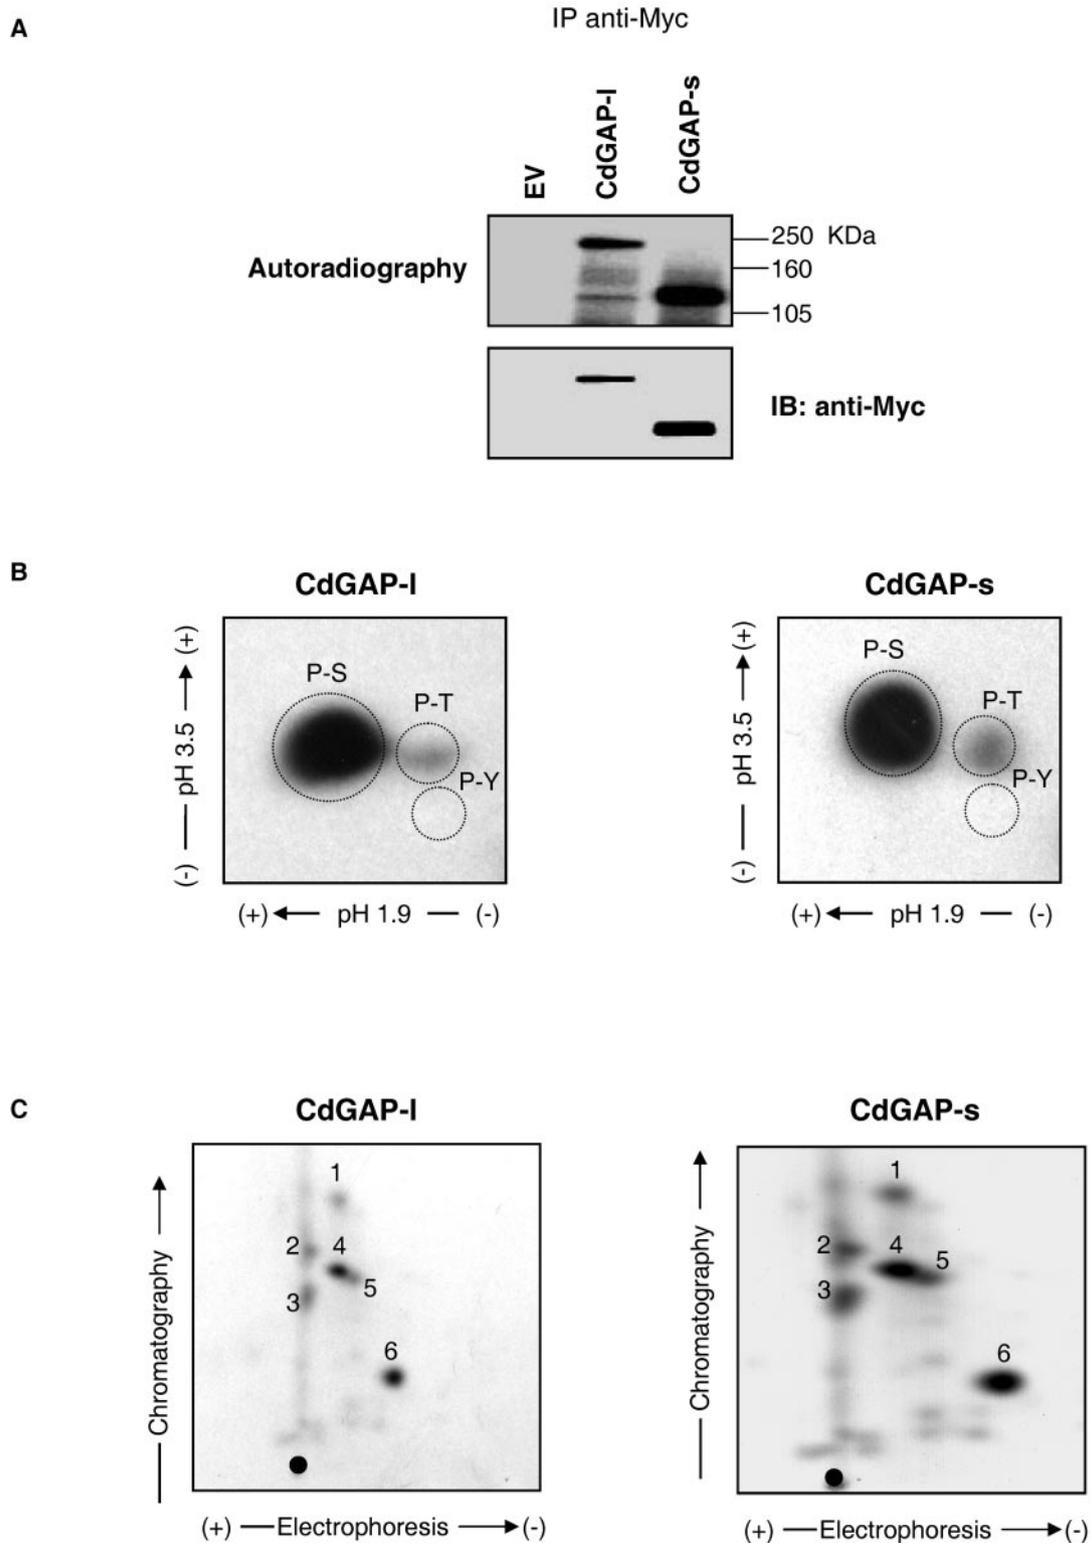 A
IP anti-Myc
EV
CdGAP-l
CdGAP-s
Autoradiography
250 KDa
160
105
IB: anti-Myc
B
CdGAP-l
CdGAP-s
P-S
P-T
P-Y
(-) pH 3.5 (+)
(+) pH 1.9 (-)
P-S
P-T
P-Y
(-) pH 3.5 (+)
(+) pH 1.9 (-)
C
CdGAP-l
CdGAP-s
1
2
4
5
3
6
Chromatography
(+) Electrophoresis (-)
1
2
4
5
3
6
Chromatography
(+) Electrophoresis (-)